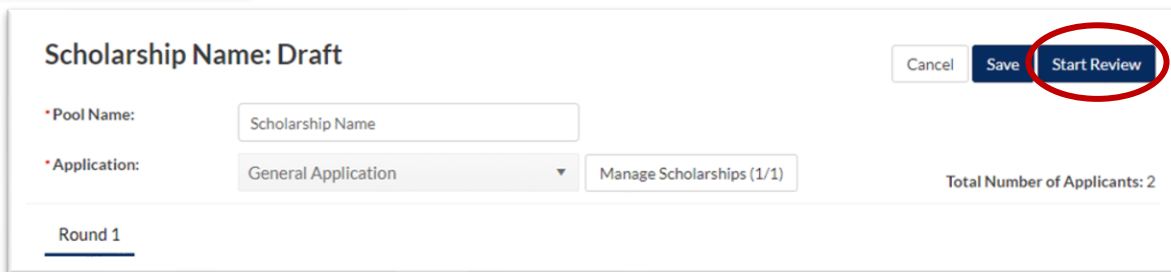 Scholarship Name: Draft
Cancel
Save
Start Review
*Pool Name:
Scholarship Name
*Application:
General Application
Manage Scholarships (1/1)
Total Number of Applicants: 2
Round 1